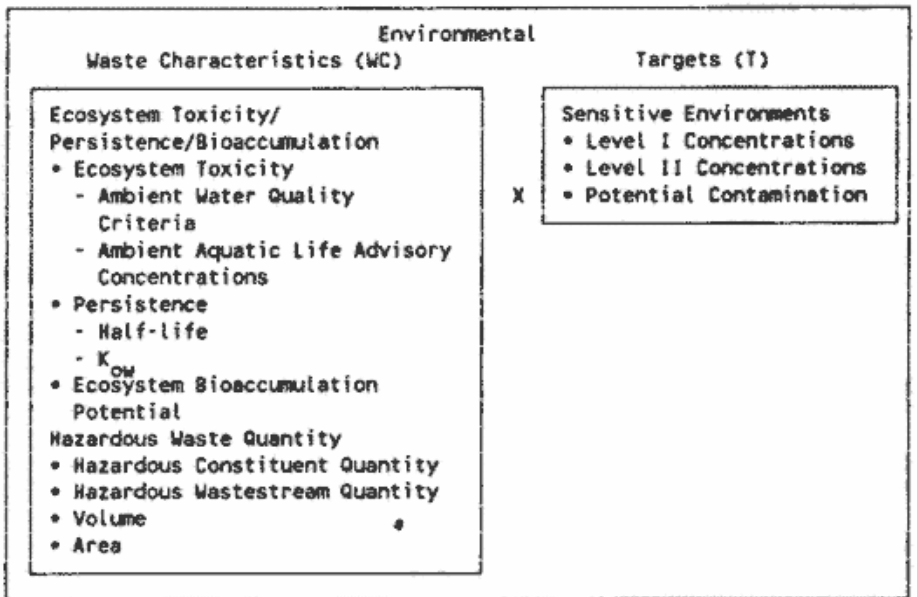 Environmental
Waste Characteristics (WC)
Targets (T)
Ecosystem Toxicity/
Persistence/Bioaccumulation
• Ecosystem Toxicity
- Ambient Water Quality
Criteria
- Ambient Aquatic Life Advisory
Concentrations
• Persistence
- Half-life
- Kow
• Ecosystem Bioaccumulation
Potential
Hazardous Waste Quantity
• Hazardous Constituent Quantity
• Hazardous Wastestream Quantity
• Volume
• Area
X
Sensitive Environments
• Level I Concentrations
• Level II Concentrations
• Potential Contamination